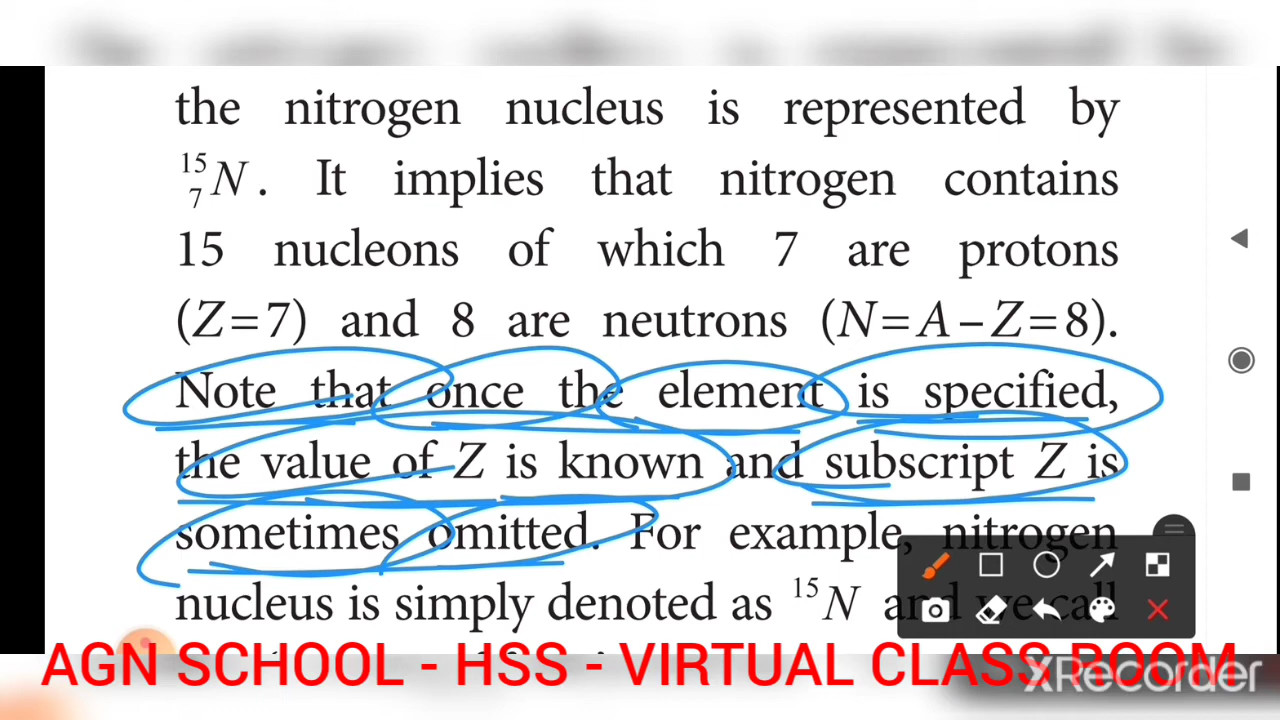 the nitrogen nucleus is represented by
¹⁵₇N. It implies that nitrogen contains
15 nucleons of which 7 are protons
(Z=7) and 8 are neutrons (N=A–Z=8).
Note that once the element is specified,
the value of Z is known and subscript Z is
sometimes omitted. For example, nitrogen
nucleus is simply denoted as ¹⁵N and we call
AGN SCHOOL - HSS - VIRTUAL CLASS ROOM
XRecorder